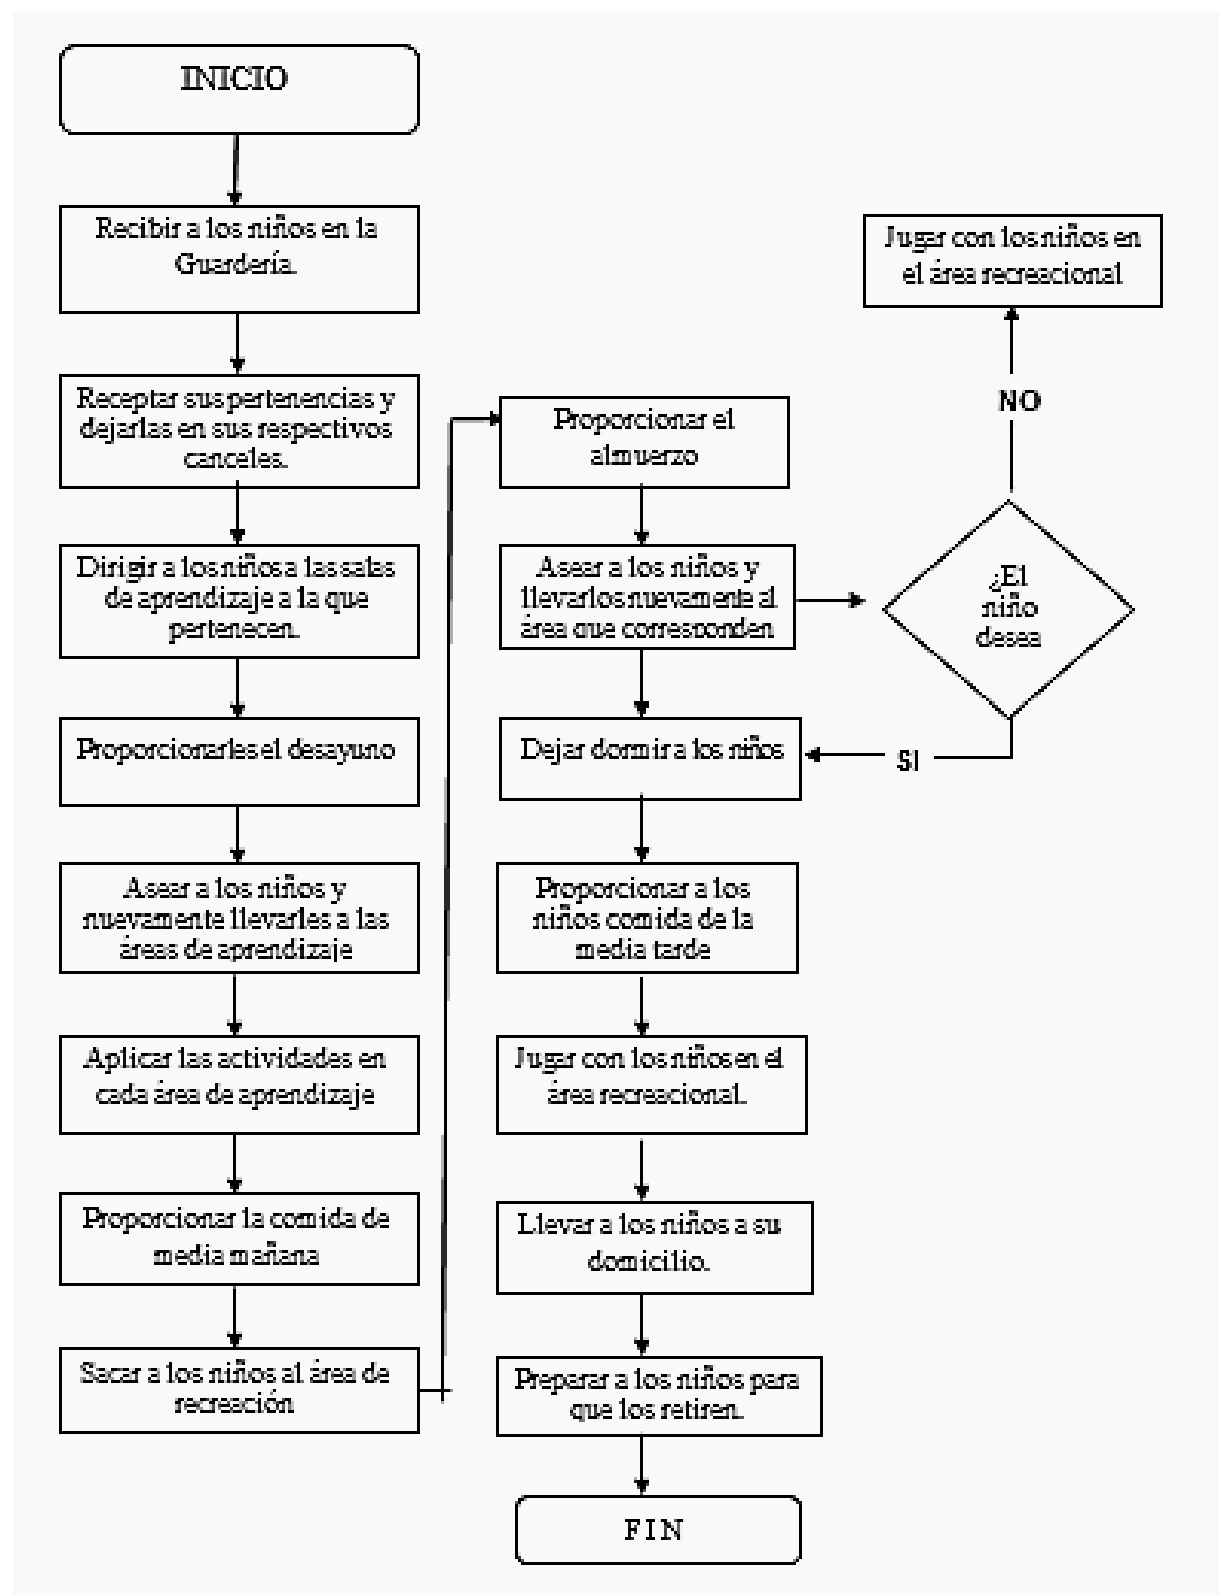 INICIO
Recibir a los niños en la
Guardería.
Receptar sus pertenencias y
dejarlas en sus respectivos
canceles.
Dirigir a los niños a las salas
de aprendizaje a la que
pertenecen.
Proporcionarles el desayuno
Asear a los niños y
nuevamente llevarles a las
áreas de aprendizaje
Aplicar las actividades en
cada área de aprendizaje
Proporcionar la comida de
media mañana
Sacar a los niños al área de
recreación
Proporcionar el
almuerzo
Asear a los niños y
llevarlos nuevamente al
área que corresponden
¿El
niño
desea
NO
Jugar con los niños en
el área recreacional
SI
Dejar dormir a los niños
Proporcionar a los
niños comida de la
media tarde
Jugar con los niños en el
área recreacional.
Llevar a los niños a su
domicilio.
Preparar a los niños para
que los retiren.
FIN